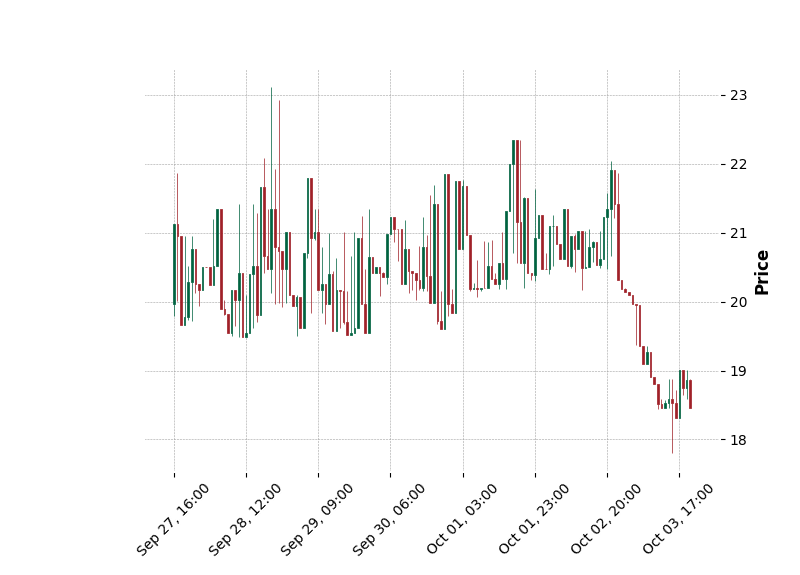 23
22
21
20
19
18
Price
Sep 27, 16:00
Sep 28, 12:00
Sep 29, 09:00
Sep 30, 06:00
Oct 01, 03:00
Oct 01, 23:00
Oct 02, 20:00
Oct 03, 17:00